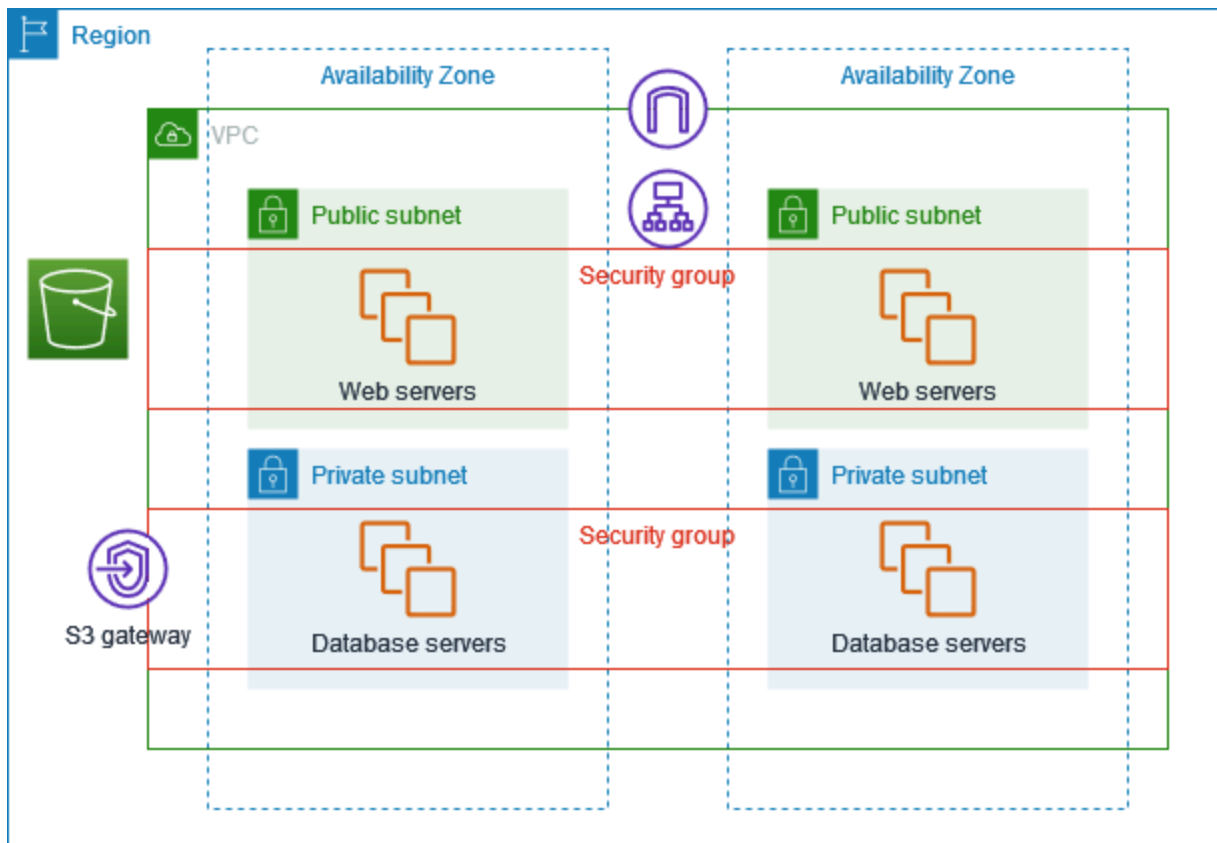 Region
Availability Zone
Availability Zone
VPC
Public subnet
Public subnet
Security group
Web servers
Web servers
Private subnet
Private subnet
Security group
S3 gateway
Database servers
Database servers